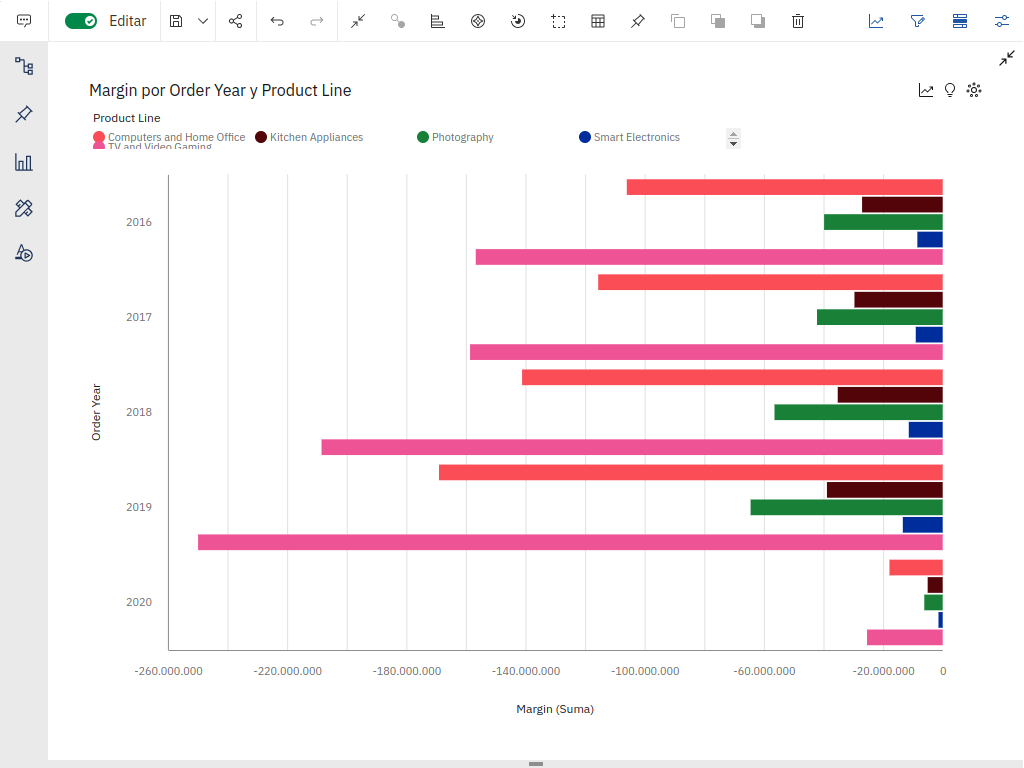 Editar
Margin por Order Year y Product Line
Product Line
Computers and Home Office
Kitchen Appliances
Photography
Smart Electronics
TV and Video Gaming
Order Year
2016
2017
2018
2019
2020
-260.000.000
-220.000.000
-180.000.000
-140.000.000
-100.000.000
-60.000.000
-20.000.000
0
Margin (Suma)